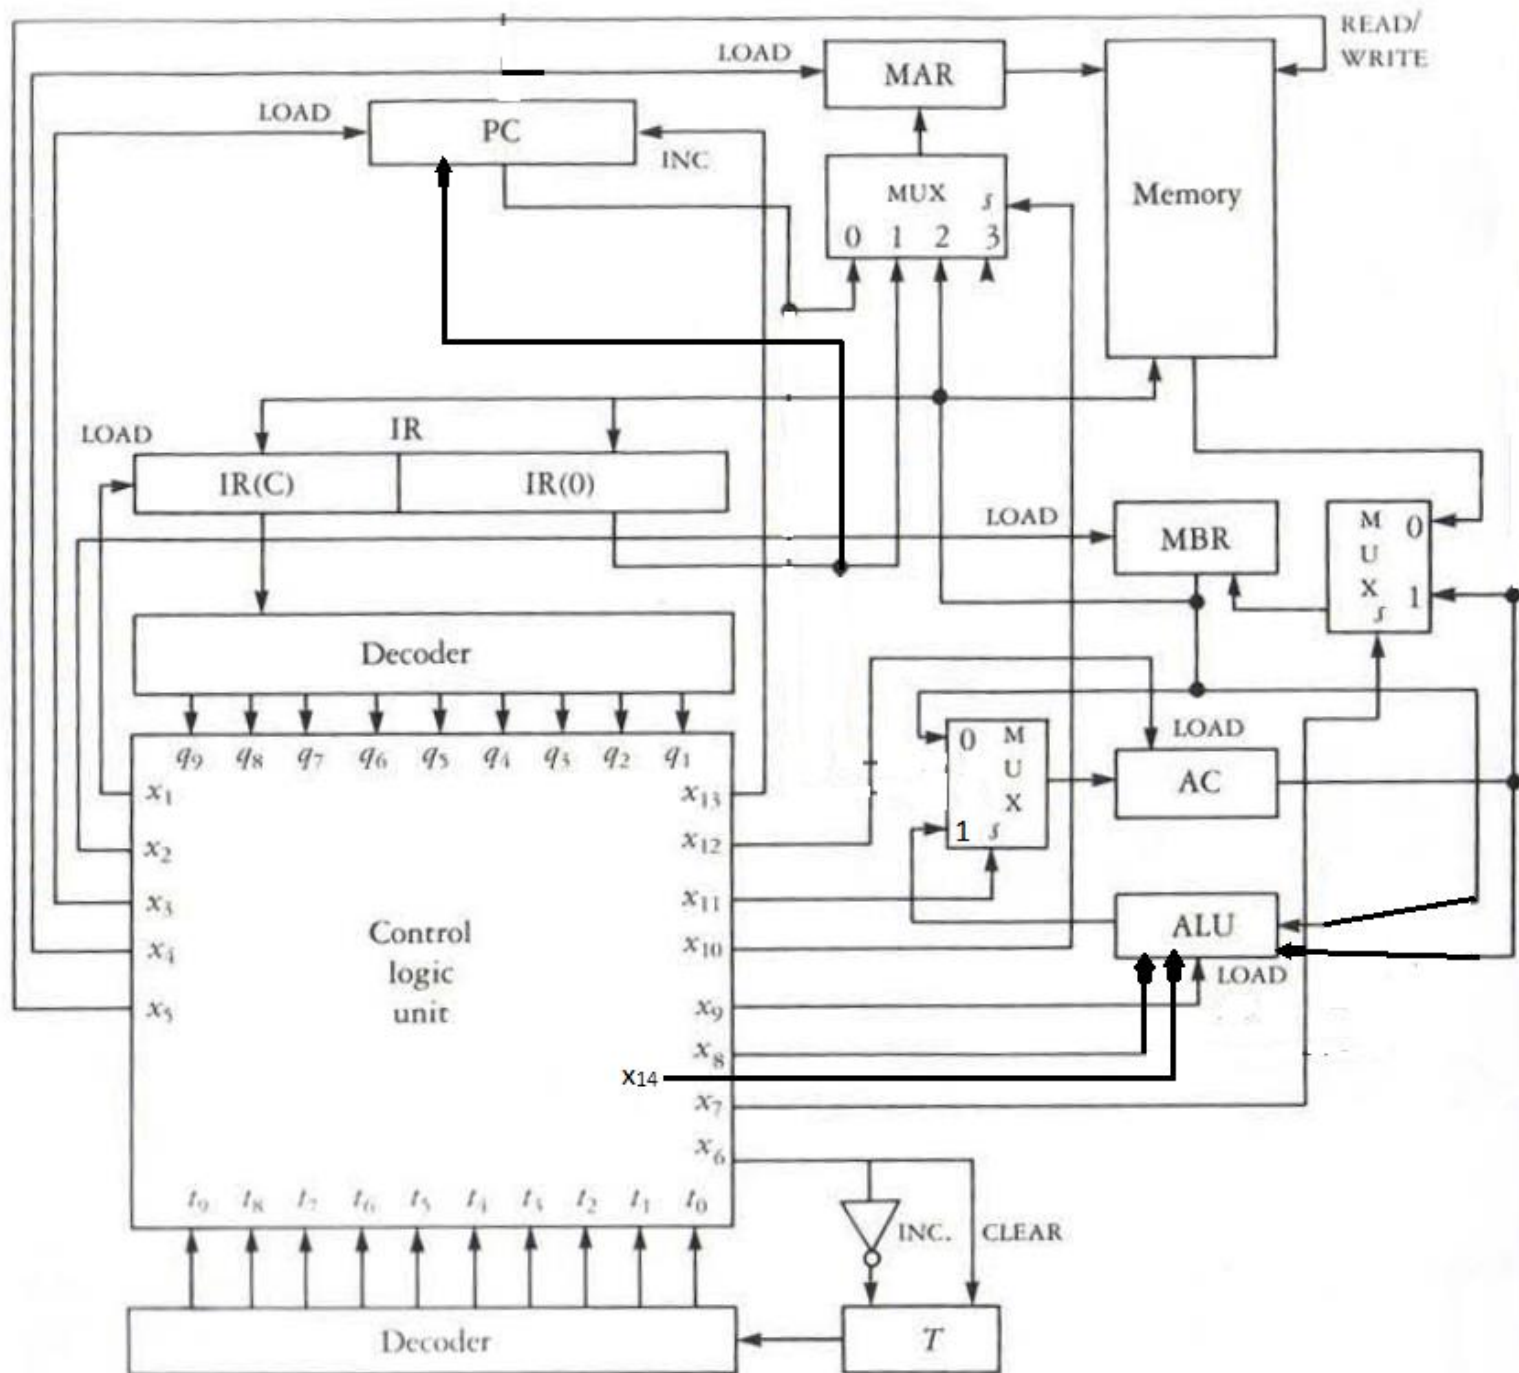 READ/
WRITE
LOAD
MAR
LOAD
PC
INC
MUX s
0 1 2 3
Memory
LOAD
IR
IR(C) IR(0)
LOAD
MBR
M
U
X
s
0
1
Decoder
q9 q8 q7 q6 q5 q4 q3 q2 q1
0 M
U
X
1 s
LOAD
AC
x1 x13
x2 x12
x3 x11
x4 x10
x5 x9
x8
x14
x7
x6
Control
logic
unit
ALU
LOAD
t9 t8 t7 t6 t5 t4 t3 t2 t1 t0
INC. CLEAR
Decoder
T